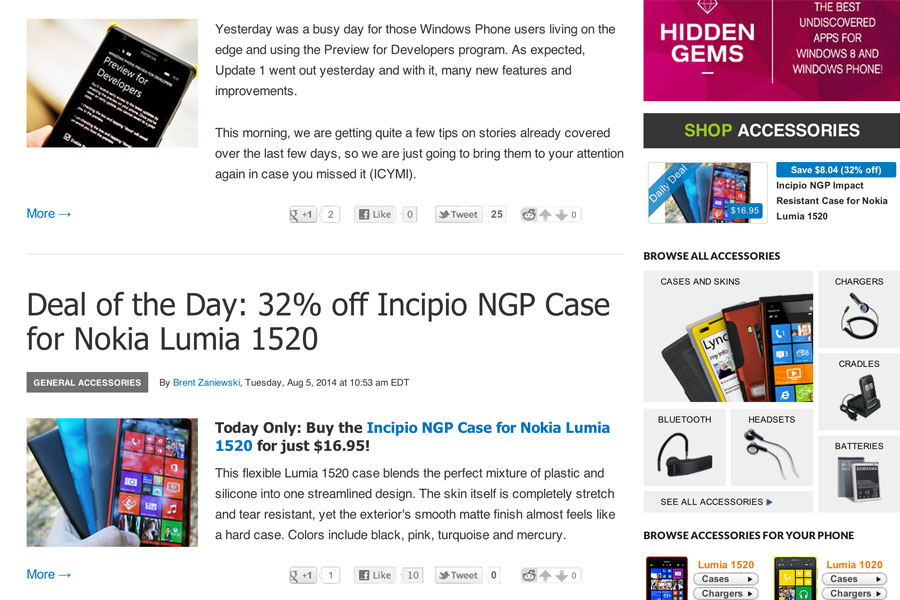 Yesterday was a busy day for those Windows Phone users living on the
edge and using the Preview for Developers program. As expected,
Update 1 went out yesterday and with it, many new features and
improvements.
This morning, we are getting quite a few tips on stories already covered
over the last few days, so we are just going to bring them to your attention
again in case you missed it (ICYMI).
Preview for
Developers
More →
g +1 2
Like 0
Tweet 25
0
Deal of the Day: 32% off Incipio NGP Case
for Nokia Lumia 1520
GENERAL ACCESSORIES
By Brent Zaniewski, Tuesday, Aug 5, 2014 at 10:53 am EDT
Today Only: Buy the Incipio NGP Case for Nokia Lumia
1520 for just $16.95!
This flexible Lumia 1520 case blends the perfect mixture of plastic and
silicone into one streamlined design. The skin itself is completely stretch
and tear resistant, yet the exterior's smooth matte finish almost feels like
a hard case. Colors include black, pink, turquoise and mercury.
More →
g +1 1
Like 10
Tweet 0
0
HIDDEN
GEMS
THE BEST
UNDISCOVERED
APPS FOR
WINDOWS 8 AND
WINDOWS PHONE!
SHOP ACCESSORIES
Daily Deal
$16.95
Save $8.04 (32% off)
Incipio NGP Impact
Resistant Case for Nokia
Lumia 1520
BROWSE ALL ACCESSORIES
CASES AND SKINS
CHARGERS
CRADLES
BLUETOOTH
HEADSETS
BATTERIES
SAMSUNG
SEE ALL ACCESSORIES
BROWSE ACCESSORIES FOR YOUR PHONE
Lumia 1520
Cases
Chargers
Lumia 1020
Cases
Chargers